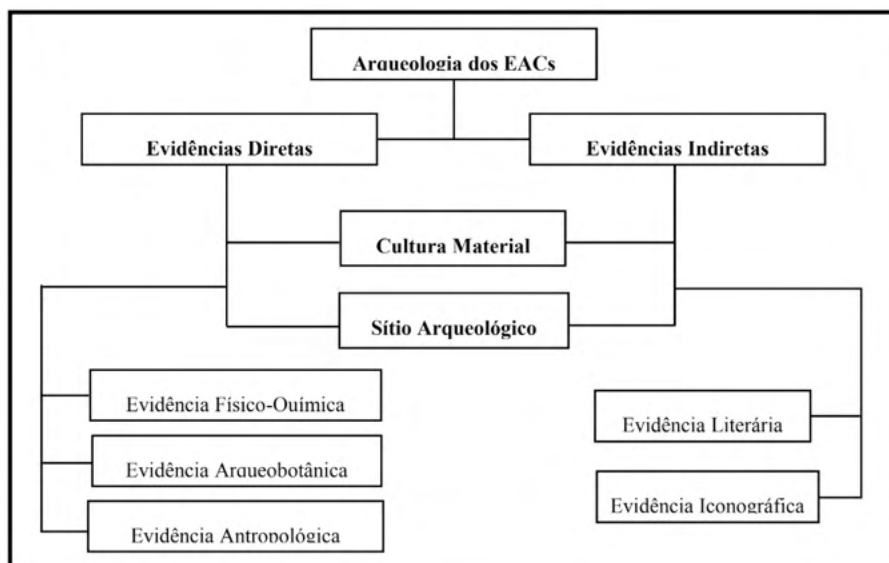 Arqueologia dos EACs
Evidências Diretas
Evidências Indiretas
Cultura Material
Sítio Arqueológico
Evidência Físico-Química
Evidência Literária
Evidência Arqueobotânica
Evidência Iconográfica
Evidência Antropológica